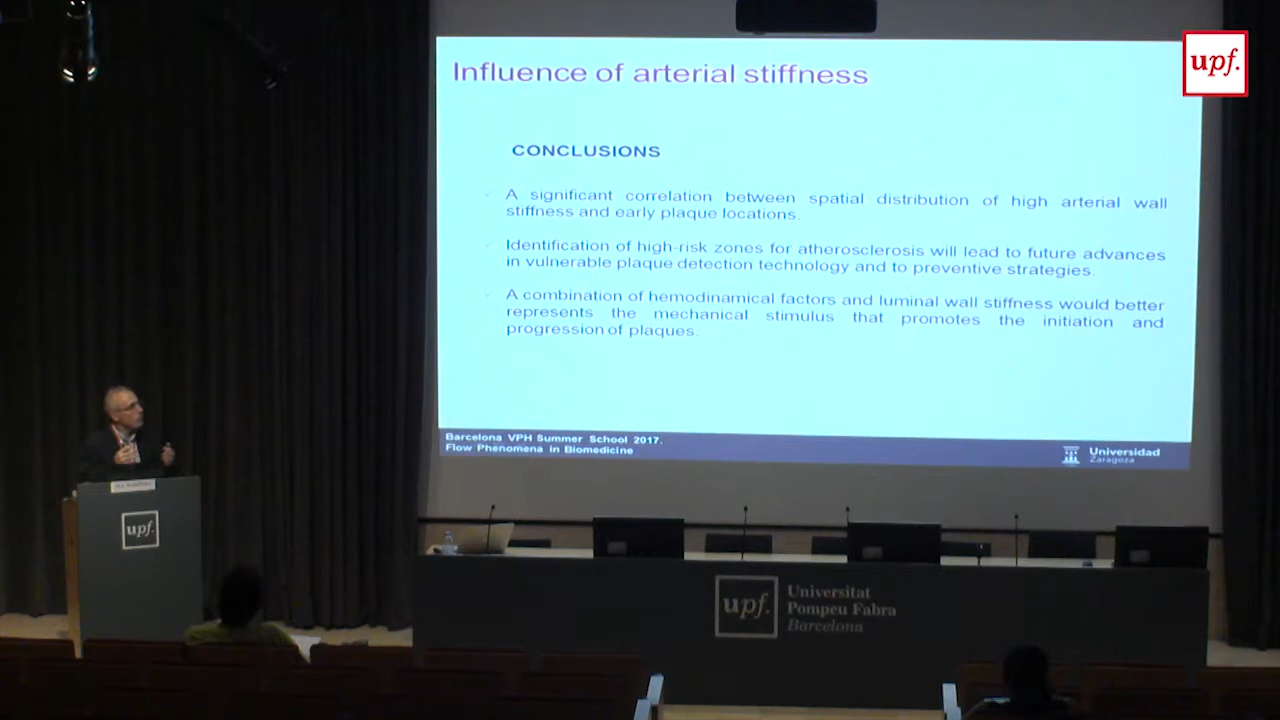 Influence of arterial stiffness
upf.
CONCLUSIONS
A significant correlation between spatial distribution of high arterial wall
stiffness and early plaque locations.
Identification of high-risk zones for atherosclerosis will lead to future advances
in vulnerable plaque detection technology and to preventive strategies.
A combination of hemodinamical factors and luminal wall stiffness would better
represents the mechanical stimulus that promotes the initiation and
progression of plaques.
Barcelona VPH Summer School 2017.
Flow Phenomena in Biomedicine
Universidad
Zaragoza
upf.
upf.
Universitat
Pompeu Fabra
Barcelona